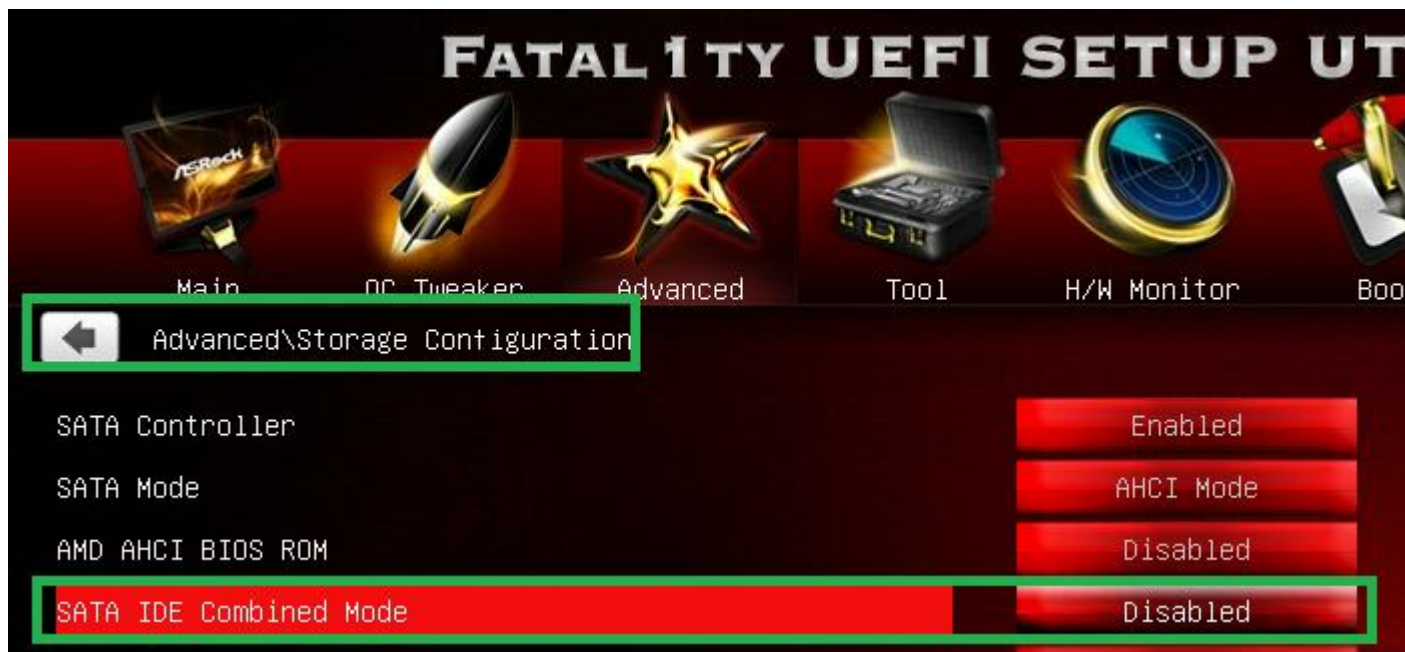 FATAL1TY UEFI SETUP UT
ASRock
Main OC Tweaker Advanced Tool H/W Monitor Boo
Advanced\Storage Configuration
SATA Controller Enabled
SATA Mode AHCI Mode
AMD AHCI BIOS ROM Disabled
SATA IDE Combined Mode Disabled